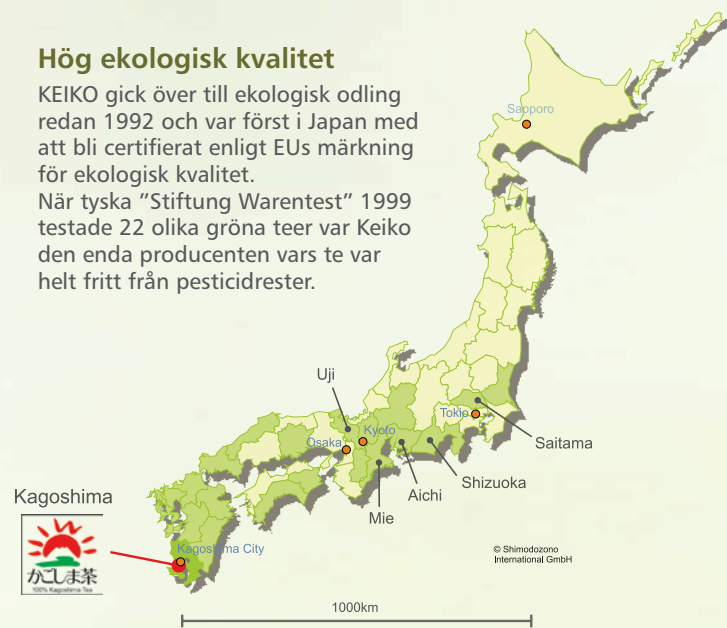 Hög ekologisk kvalitet
KEIKO gick över till ekologisk odling
redan 1992 och var först i Japan med
att bli certifierat enligt EUs märkning
för ekologisk kvalitet.
När tyska ”Stiftung Warentest” 1999
testade 22 olika gröna teer var Keiko
den enda producenten vars te var
helt fritt från pesticidrester.
Sapporo
Uji
Tokio
Kyoto
Osaka
Saitama
Shizuoka
Aichi
Mie
Kagoshima
かごしま茶
100% Kagoshima Tea
Kagoshima City
© Shimodozono
International GmbH
1000km